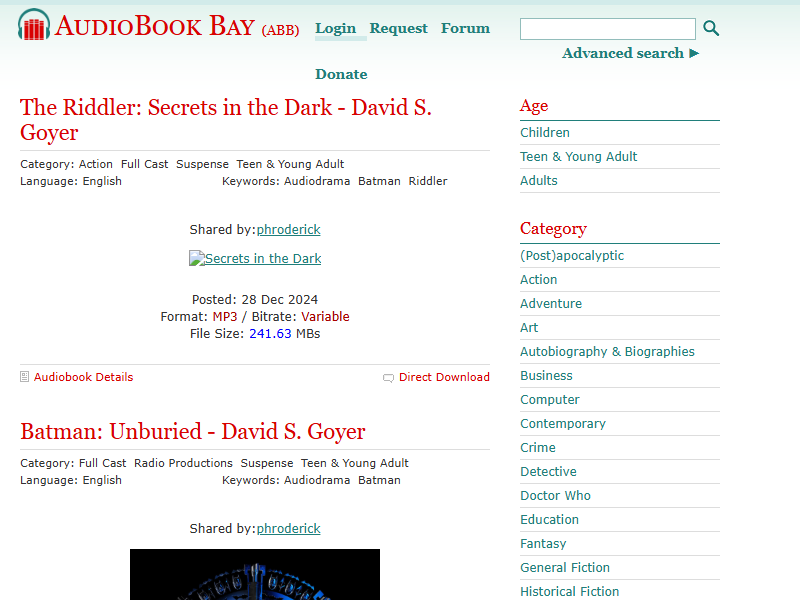 AUDIOBOOK BAY (ABB)
Login Request Forum
Donate
Advanced search ►
The Riddler: Secrets in the Dark - David S.
Goyer
Category: Action Full Cast Suspense Teen & Young Adult
Language: English Keywords: Audiodrama Batman Riddler
Shared by:phroderick
Secrets in the Dark
Posted: 28 Dec 2024
Format: MP3 / Bitrate: Variable
File Size: 241.63 MBs
Audiobook Details Direct Download
Batman: Unburied - David S. Goyer
Category: Full Cast Radio Productions Suspense Teen & Young Adult
Language: English Keywords: Audiodrama Batman
Shared by:phroderick
Age
Children
Teen & Young Adult
Adults
Category
(Post)apocalyptic
Action
Adventure
Art
Autobiography & Biographies
Business
Computer
Contemporary
Crime
Detective
Doctor Who
Education
Fantasy
General Fiction
Historical Fiction